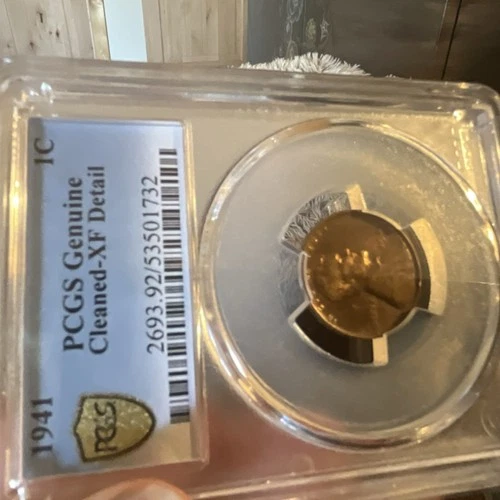 1941 1C
PCGS Genuine
Cleaned-XF Detail
2693.92/53501732
PCGS